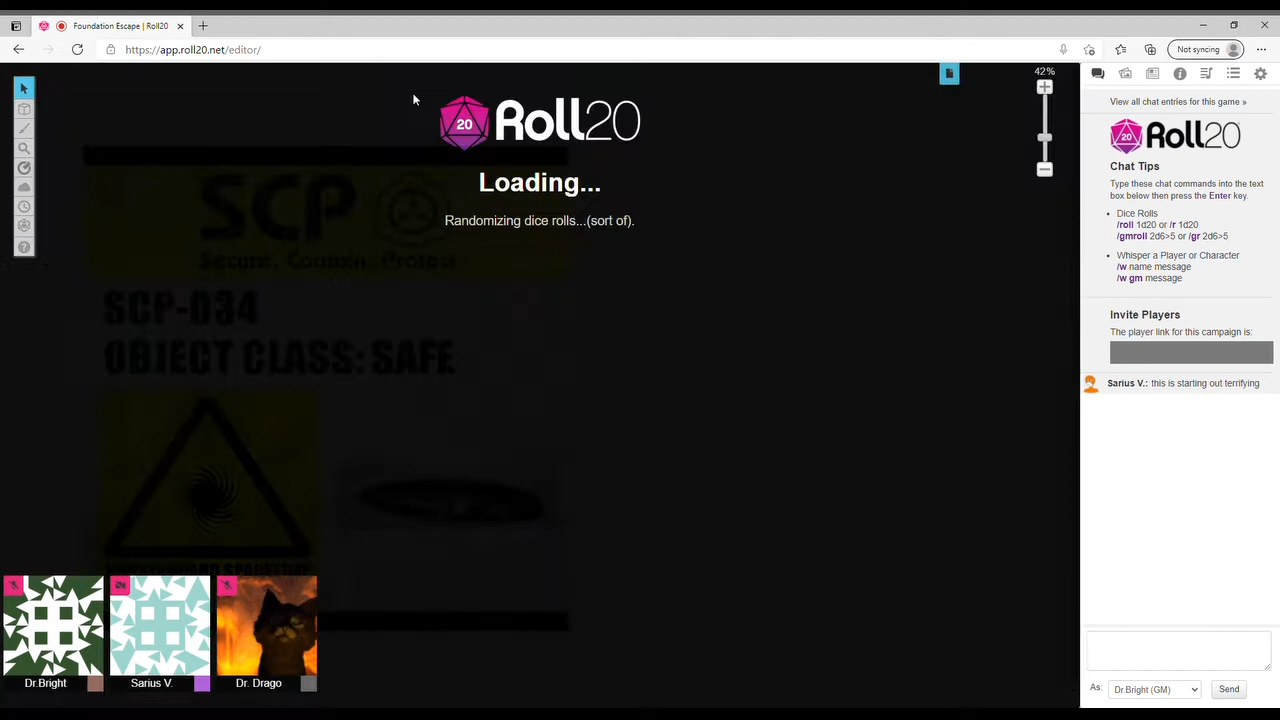 Foundation Escape | Roll20
https://app.roll20.net/editor/
Not syncing
42%
20
Roll20
Loading...
Randomizing dice rolls...(sort of).
SCP
Secure. Contain. Protect.
SCP-034
OBJECT CLASS: SAFE
Dr.Bright
Sarius V.
Dr. Drago
View all chat entries for this game »
20
Roll20
Chat Tips
Type these chat commands into the text
box below then press the Enter key.
Dice Rolls
/roll 1d20 or /r 1d20
/gmroll 2d6>5 or /gr 2d6>5
Whisper a Player or Character
/w name message
/w gm message
Invite Players
The player link for this campaign is:
Sarius V.: this is starting out terrifying
As:
Dr.Bright (GM)
Send